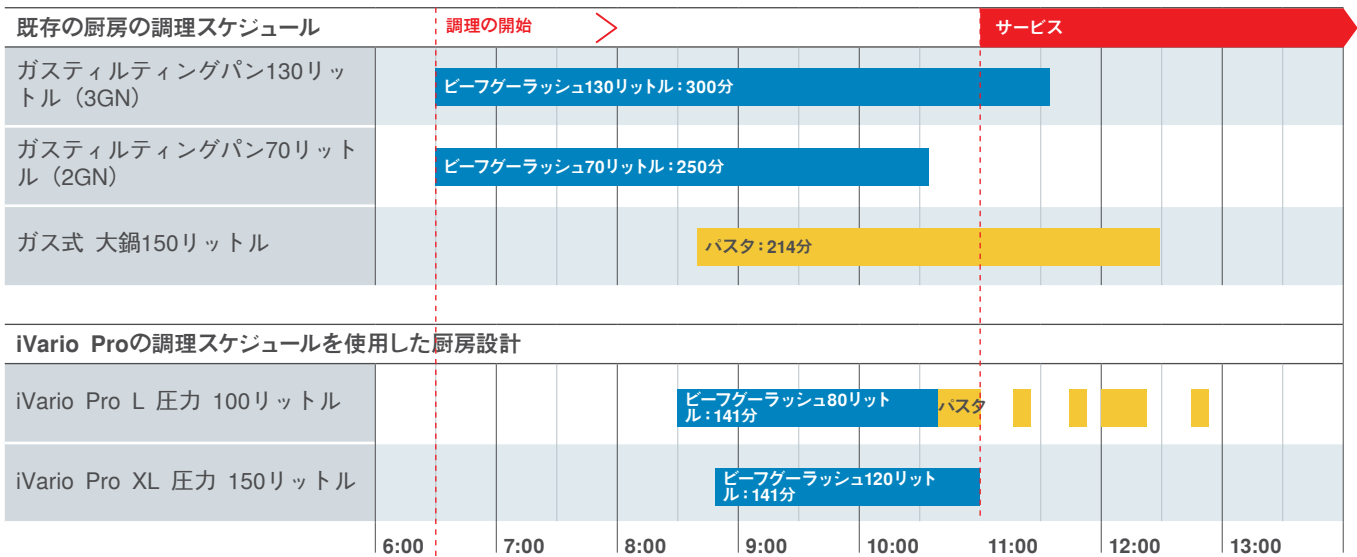 既存の厨房の調理スケジュール
調理の開始
サービス
ガスティルティングパン130リッ
トル（3GN）
ビーフグーラッシュ130リットル：300分
ガスティルティングパン70リット
ル（2GN）
ビーフグーラッシュ70リットル：250分
ガス式 大鍋150リットル
パスタ：214分
iVario Proの調理スケジュールを使用した厨房設計
iVario Pro L 圧力 100リットル
ビーフグーラッシュ80リット
ル：141分
パスタ
iVario Pro XL 圧力 150リットル
ビーフグーラッシュ120リット
ル：141分
6:00 7:00 8:00 9:00 10:00 11:00 12:00 13:00